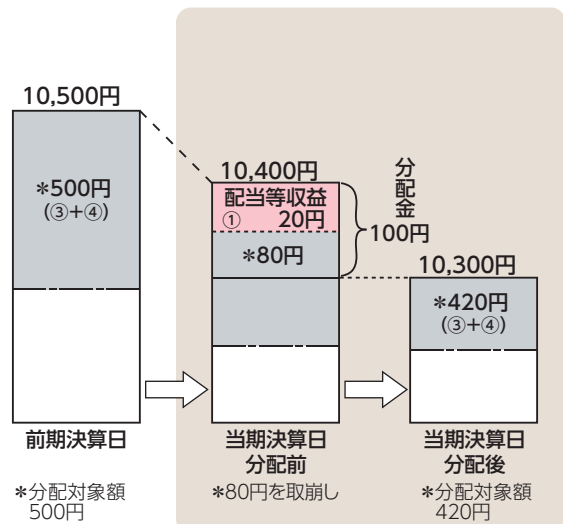 10,500円
*500円
(③+④)
前期決算日
*分配対象額
500円
10,400円
配当等収益
① 20円
*80円
分配金
100円
当期決算日
分配前
*80円を取崩し
10,300円
*420円
(③+④)
当期決算日
分配後
*分配対象額
420円